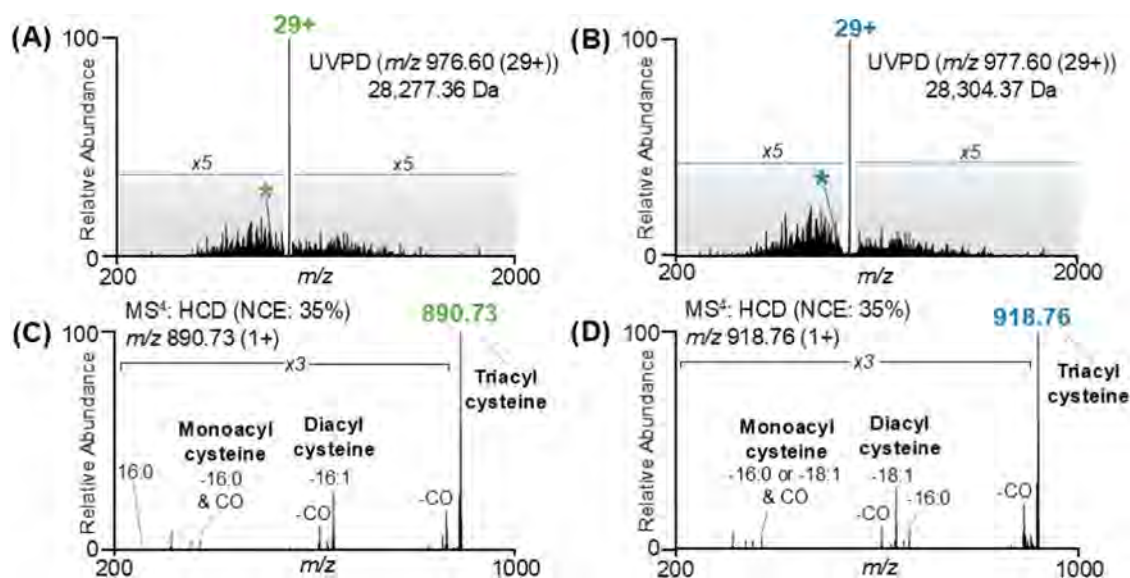 (A)
100
29+
UVPD (m/z 976.60 (29+))
28,277.36 Da
x5
x5
*
Relative Abundance
0
200
m/z
2000
(B)
100
29+
UVPD (m/z 977.60 (29+))
28,304.37 Da
x5
x5
*
Relative Abundance
0
200
m/z
2000
(C)
MS⁴: HCD (NCE: 35%)
m/z 890.73 (1+)
890.73
100
x3
Triacyl
cysteine
Monoacyl
cysteine
-16:0
& CO
Diacyl
cysteine
-16:1
16:0
-CO
-CO
Relative Abundance
0
200
m/z
1000
(D)
MS⁴: HCD (NCE: 35%)
m/z 918.76 (1+)
918.76
100
x3
Triacyl
cysteine
Monoacyl
cysteine
-16:0 or -18:1
& CO
Diacyl
cysteine
-18:1
-16:0
-CO
-CO
Relative Abundance
0
200
m/z
1000